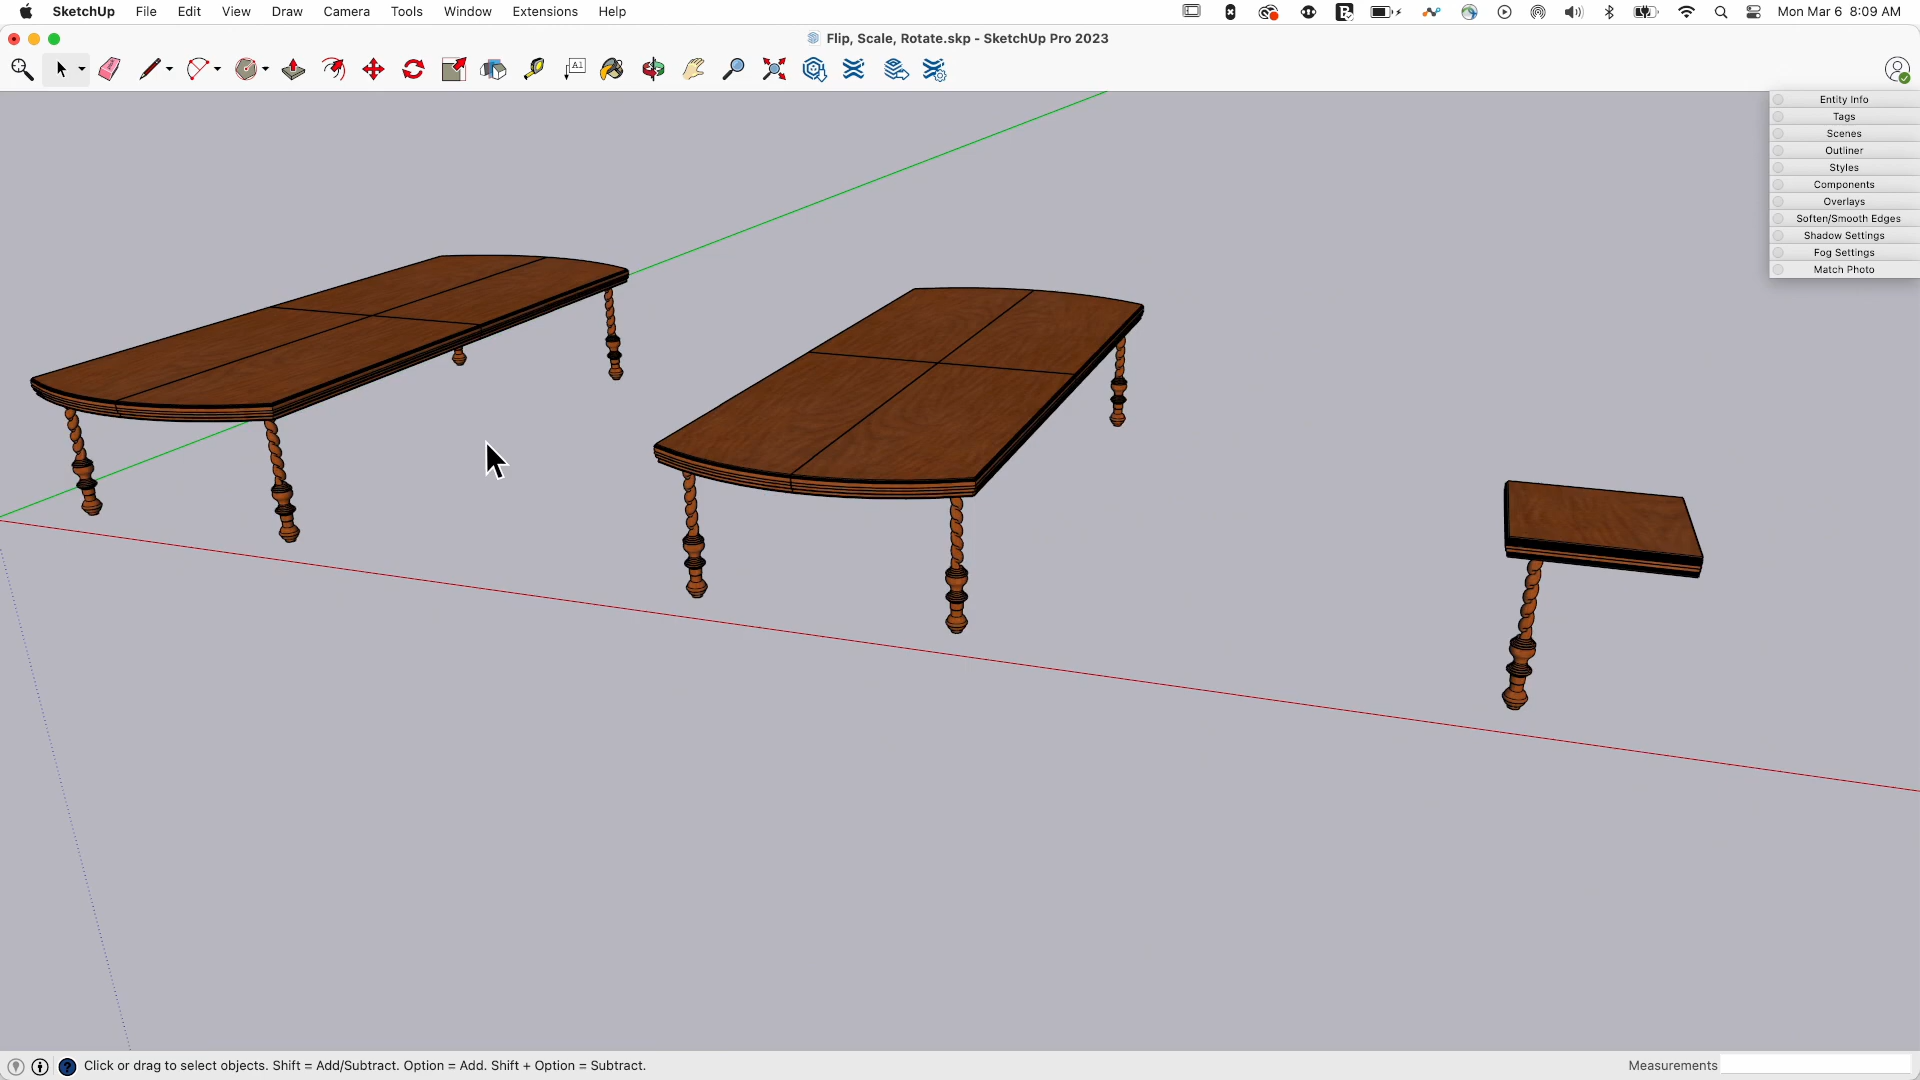 SketchUp File Edit View Draw Camera Tools Window Extensions Help Mon Mar 6 8:09 AM
Flip, Scale, Rotate.skp - SketchUp Pro 2023
A1
Entity Info
Tags
Scenes
Outliner
Styles
Components
Overlays
Soften/Smooth Edges
Shadow Settings
Fog Settings
Match Photo
Click or drag to select objects. Shift = Add/Subtract. Option = Add. Shift + Option = Subtract. Measurements